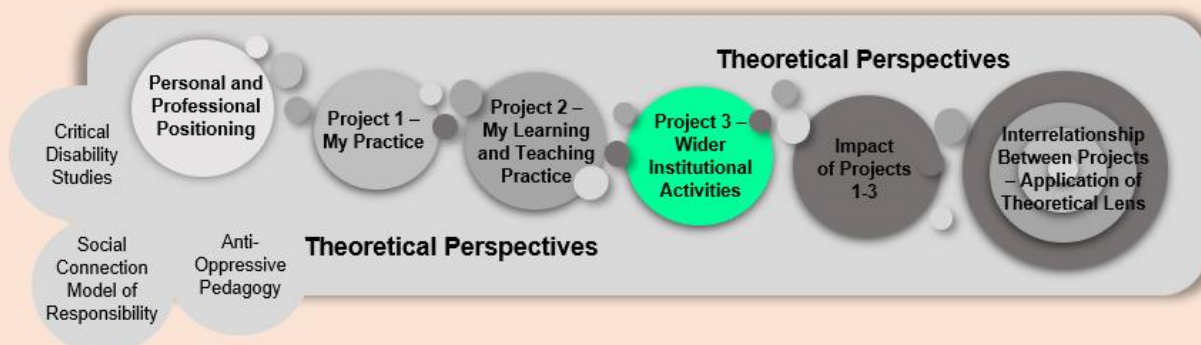 Personal and
Professional
Positioning
Project 1 –
My Practice
Project 2 –
My Learning
and Teaching
Practice
Project 3 –
Wider
Institutional
Activities
Theoretical Perspectives
Impact
of Projects
1-3
Interrelationship
Between Projects
– Application of
Theoretical Lens
Critical
Disability
Studies
Social
Connection
Model of
Responsibility
Anti-
Oppressive
Pedagogy
Theoretical Perspectives